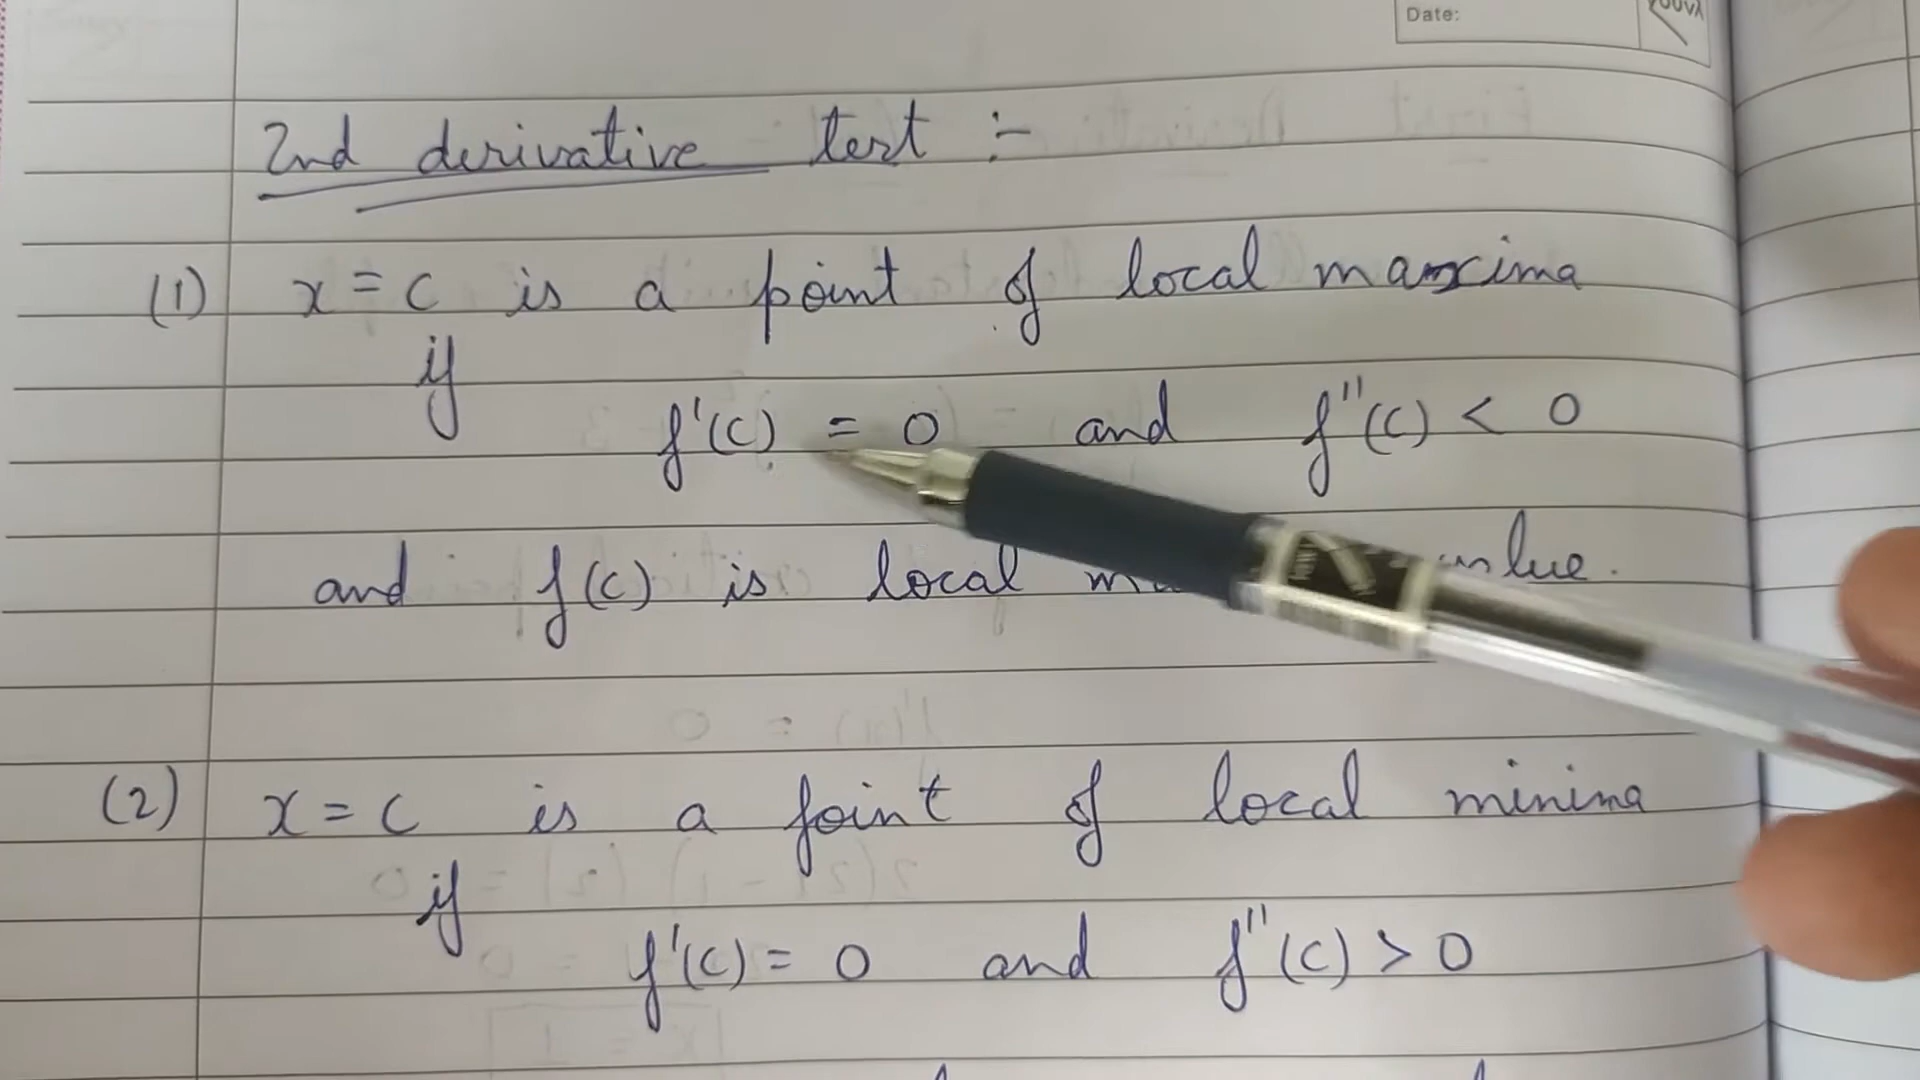 Date:
2nd derivative test :-
(1) x = c is a point of local maxima
if
f'(c) = 0 and f''(c) < 0
and f(c) is local value.
(2) x = c is a point of local minima
if
f'(c) = 0 and f''(c) > 0